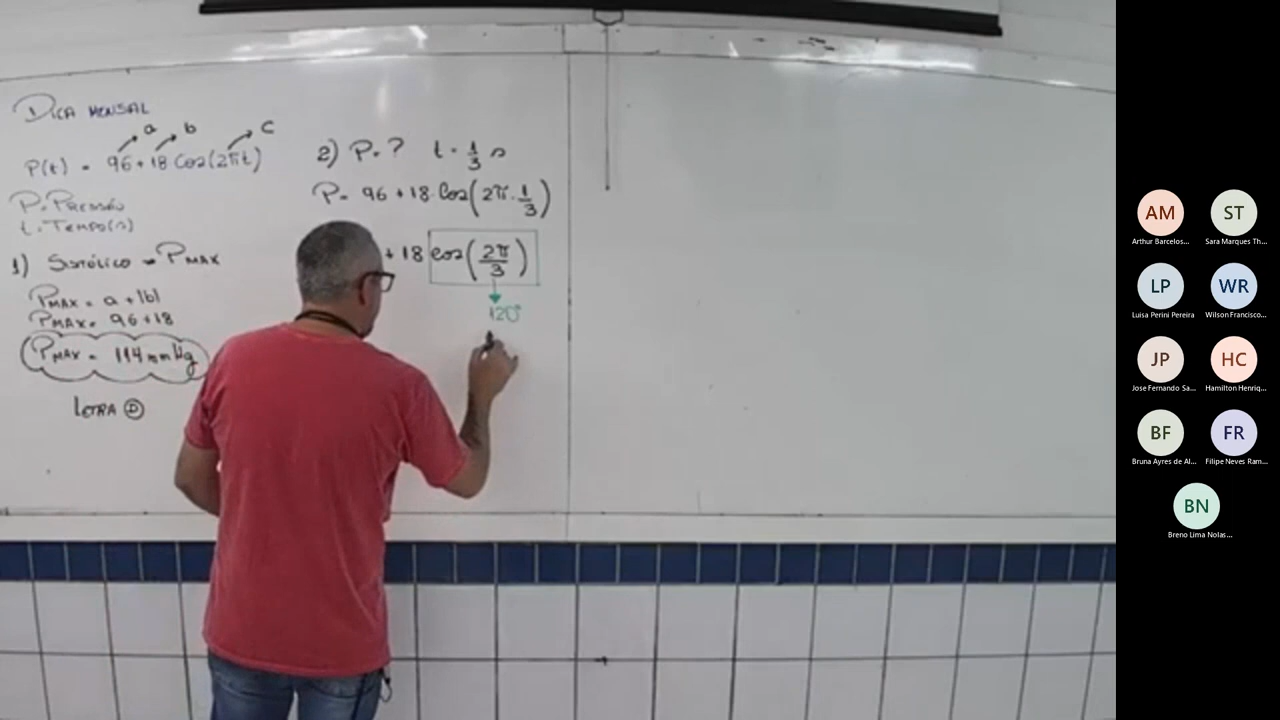 DICA MENSAL
a b c
P(t) = 96 + 18 Cos(2πt)
P = PRESSÃO
t = TEMPO(s)
1) SISTÓLICO = PMAX
PMAX = a + |b|
PMAX = 96 + 18
PMAX = 114 mmHg
LETRA D
2) P = ? t = 1/3 s
P = 96 + 18 · Cos(2π · 1/3)
+ 18 cos(2π/3)
120°
AM
Arthur Barcelos...
ST
Sara Marques Th...
LP
Luisa Perini Pereira
WR
Wilson Francisco...
JP
Jose Fernando Sa...
HC
Hamilton Henriq...
BF
Bruna Ayres de Al...
FR
Filipe Neves Ram...
BN
Breno Lima Nolas...